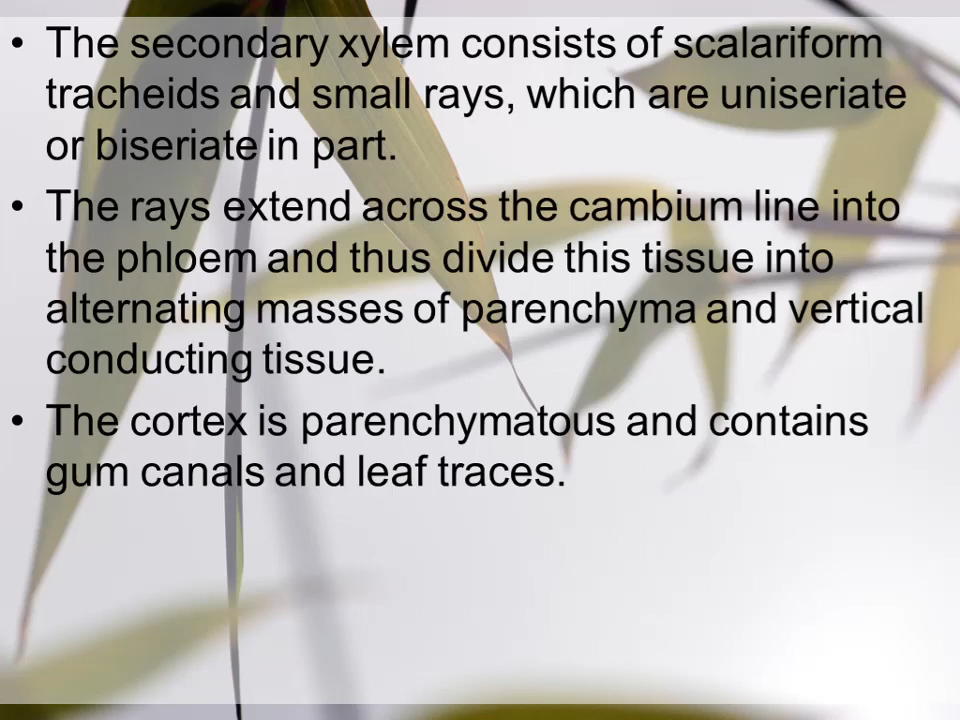 • The secondary xylem consists of scalariform
tracheids and small rays, which are uniseriate
or biseriate in part.
• The rays extend across the cambium line into
the phloem and thus divide this tissue into
alternating masses of parenchyma and vertical
conducting tissue.
• The cortex is parenchymatous and contains
gum canals and leaf traces.